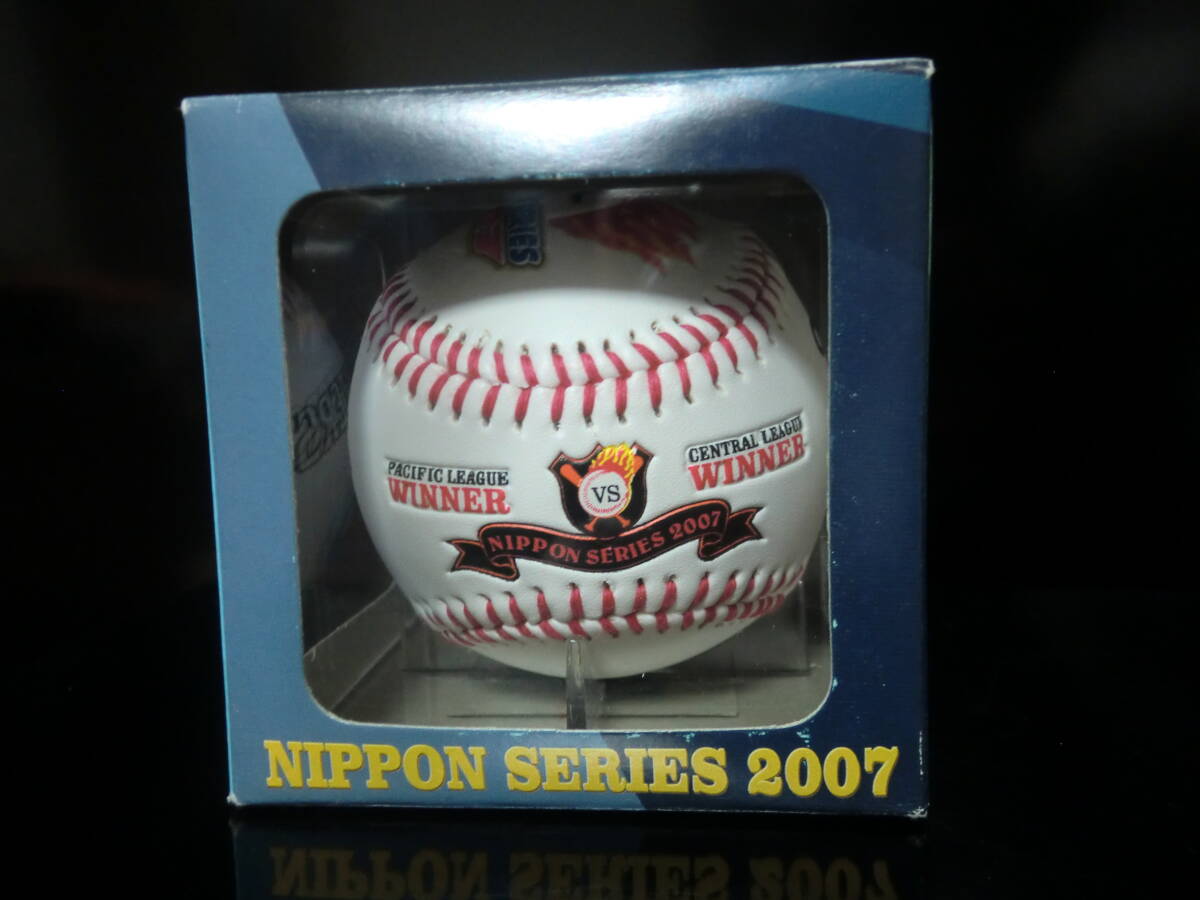 PACIFIC LEAGUE
WINNER
VS
CENTRAL LEAGUE
WINNER
NIPPON SERIES 2007
NIPPON SERIES 2007